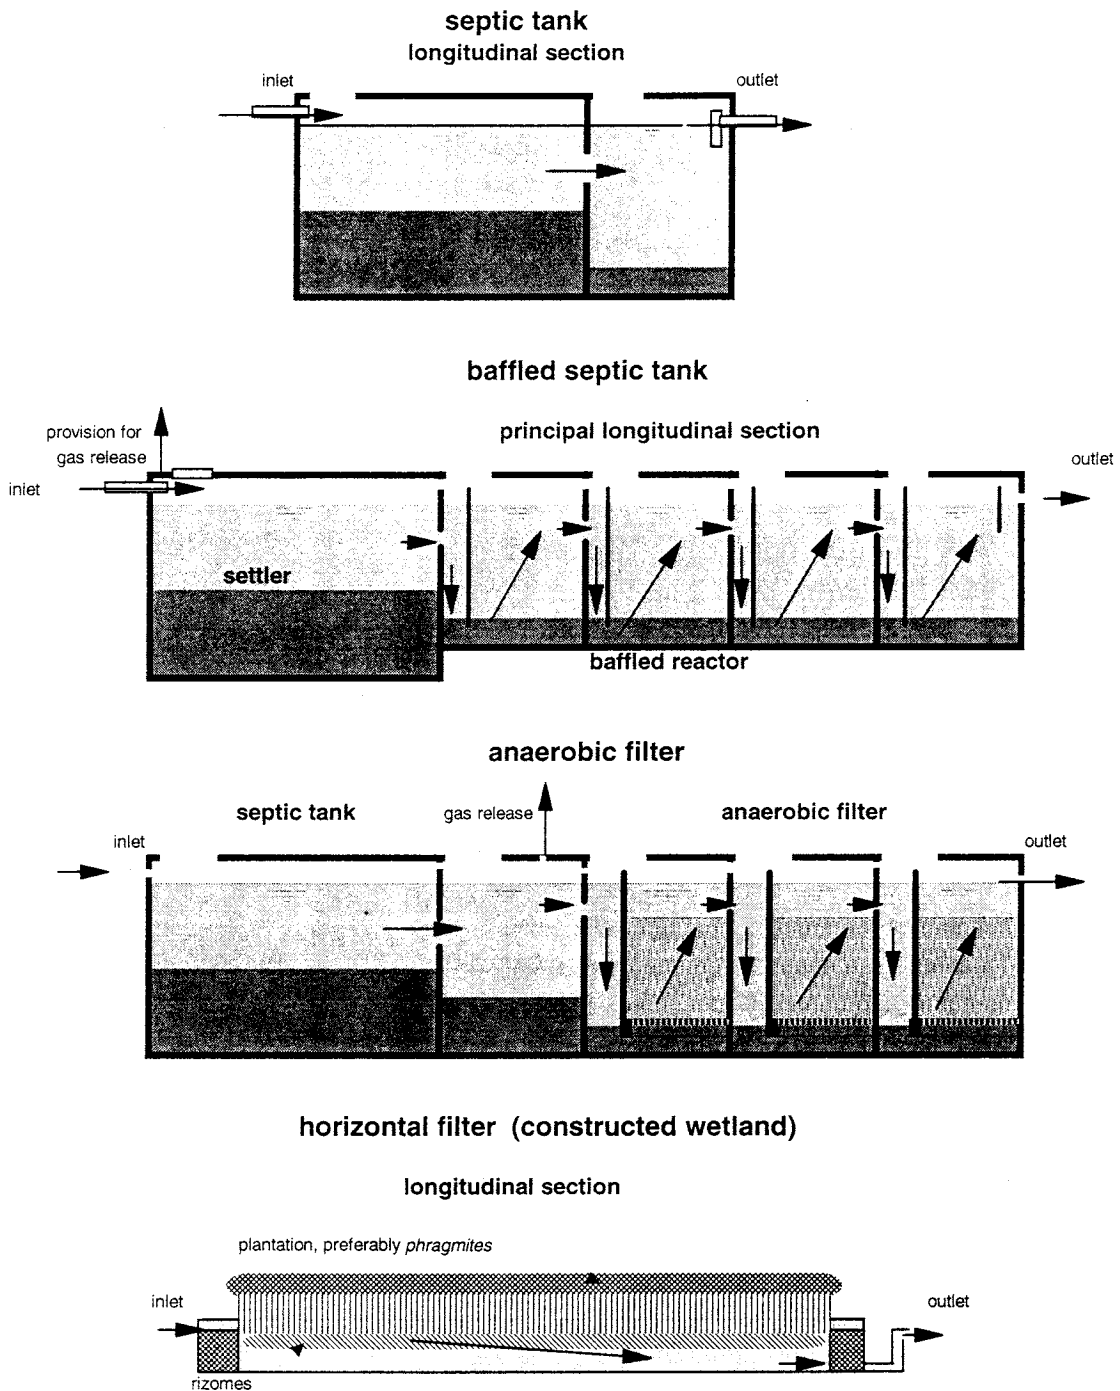 septic tank
longitudinal section
inlet
outlet
baffled septic tank
provision for
gas release
principal longitudinal section
outlet
inlet
settler
baffled reactor
anaerobic filter
septic tank
gas release
anaerobic filter
inlet
outlet
horizontal filter (constructed wetland)
longitudinal section
plantation, preferably phragmites
inlet
outlet
rizomes